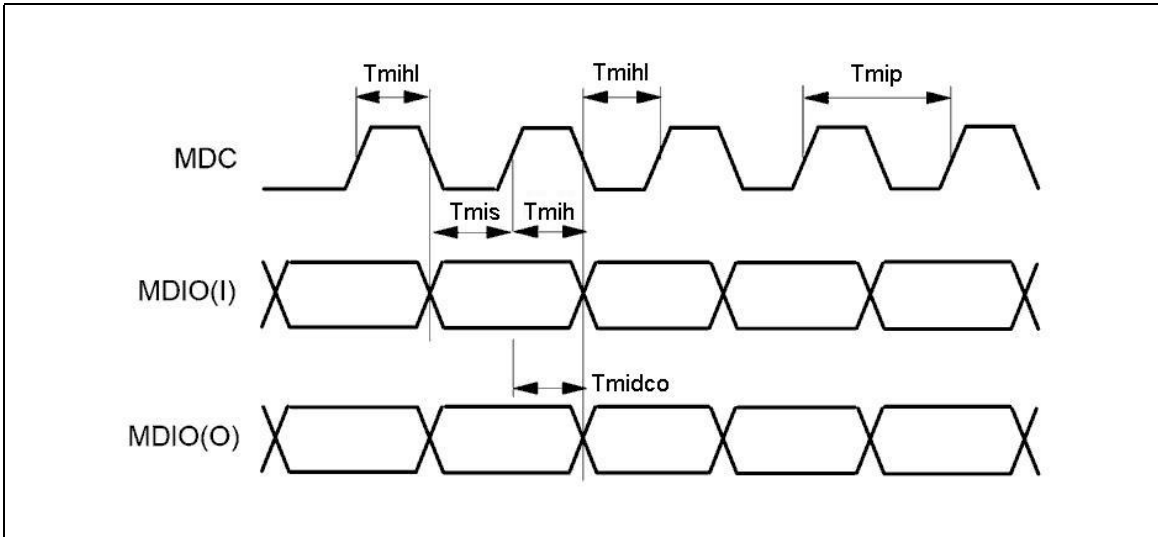 Tmihl Tmihl Tmip
MDC
Tmis Tmih
MDIO(I)
Tmidco
MDIO(O)